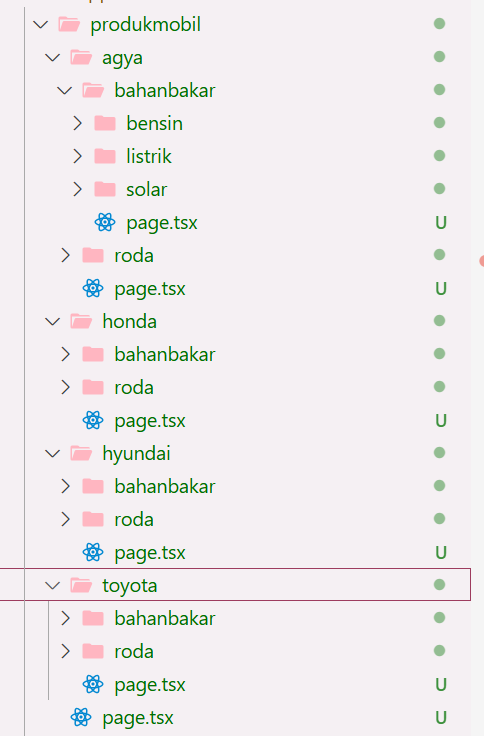 produkmobil
agya
bahanbakar
bensin
listrik
solar
page.tsx U
roda
page.tsx U
honda
bahanbakar
roda
page.tsx U
hyundai
bahanbakar
roda
page.tsx U
toyota
bahanbakar
roda
page.tsx U
page.tsx U